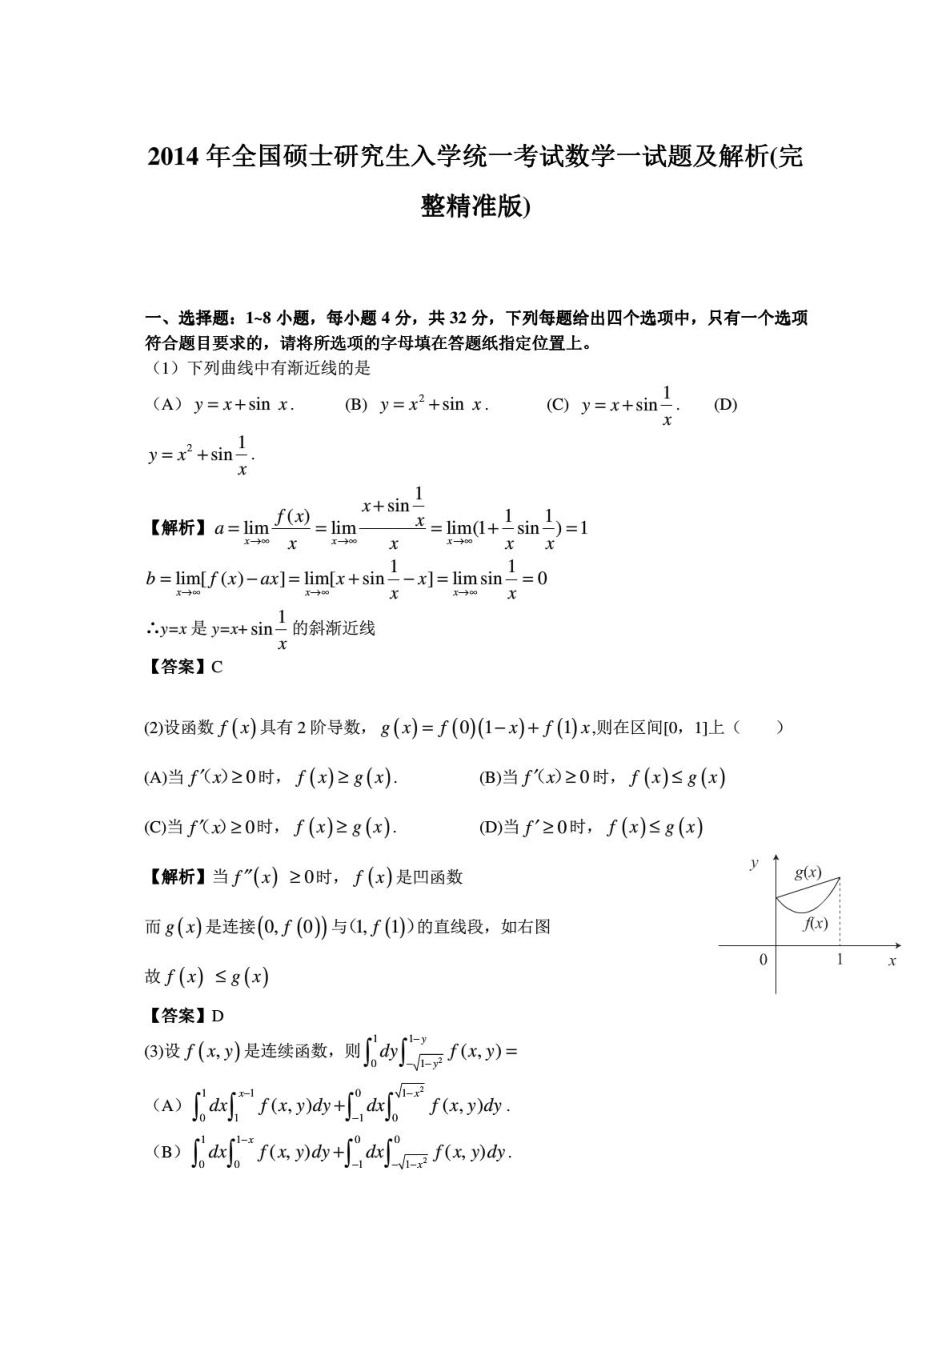 2014 年全国硕士研究生入学统一考试数学一试题及解析(完
整精准版)
一、选择题：1~8 小题，每小题 4 分，共 32 分，下列每题给出四个选项中，只有一个选项
符合题目要求的，请将所选项的字母填在答题纸指定位置上。
（1）下列曲线中有渐近线的是
（A） y = x + sin x .  (B) y = x² + sin x .  (C) y = x + sin 1/x .  (D)
y = x² + sin 1/x .
【解析】a = lim_{x→∞} f(x)/x = lim_{x→∞} (x + sin 1/x)/x = lim_{x→∞} (1 + 1/x sin 1/x) = 1
b = lim_{x→∞} [f(x) − ax] = lim_{x→∞} [x + sin 1/x − x] = lim_{x→∞} sin 1/x = 0
∴y=x 是 y=x+ sin 1/x 的斜渐近线
【答案】C
(2)设函数 f(x) 具有 2 阶导数， g(x) = f(0)(1−x) + f(1)x,则在区间[0，1]上（  ）
(A)当 f′(x) ≥ 0 时， f(x) ≥ g(x).  (B)当 f′(x) ≥ 0 时， f(x) ≤ g(x)
(C)当 f′(x) ≥ 0时， f(x) ≥ g(x).  (D)当 f′ ≥ 0时， f(x) ≤ g(x)
【解析】当 f″(x) ≥ 0时， f(x) 是凹函数
而 g(x) 是连接(0, f(0)) 与(1, f(1))的直线段，如右图
故 f(x) ≤ g(x)
y
g(x)
f(x)
0 1 x
【答案】D
(3)设 f(x, y) 是连续函数，则 ∫_0^1 dy ∫_{−√(1−y²)}^{1−y} f(x, y) =
（A）∫_0^1 dx ∫_1^{x−1} f(x, y)dy + ∫_{−1}^0 dx ∫_0^{√(1−x²)} f(x, y)dy .
（B）∫_0^1 dx ∫_0^{1−x} f(x, y)dy + ∫_{−1}^0 dx ∫_{−√(1−x²)}^0 f(x, y)dy .